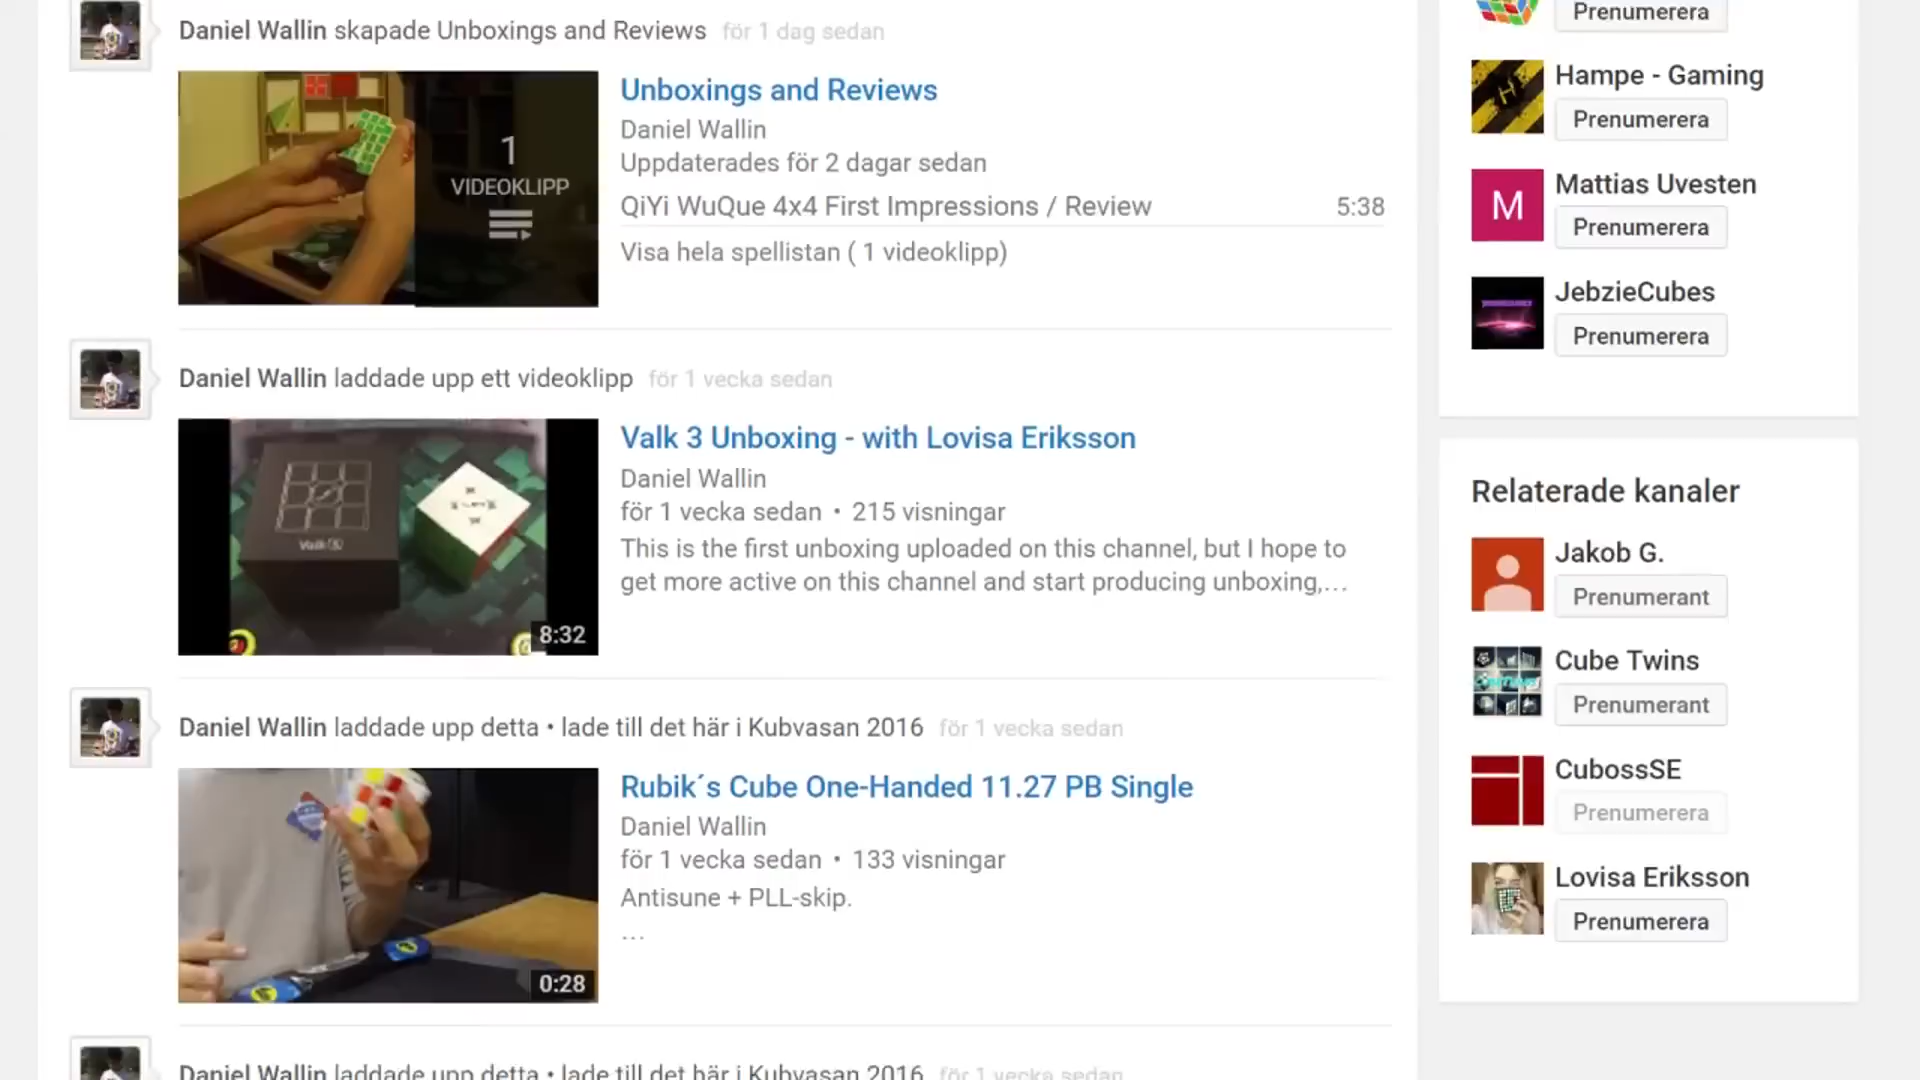 Daniel Wallin skapade Unboxings and Reviews för 1 dag sedan
1
VIDEOKLIPP
Unboxings and Reviews
Daniel Wallin
Uppdaterades för 2 dagar sedan
QiYi WuQue 4x4 First Impressions / Review 5:38
Visa hela spellistan ( 1 videoklipp)
Daniel Wallin laddade upp ett videoklipp för 1 vecka sedan
Valk 3
8:32
Valk 3 Unboxing - with Lovisa Eriksson
Daniel Wallin
för 1 vecka sedan • 215 visningar
This is the first unboxing uploaded on this channel, but I hope to
get more active on this channel and start producing unboxing,...
Daniel Wallin laddade upp detta • lade till det här i Kubvasan 2016 för 1 vecka sedan
0:28
Rubik´s Cube One-Handed 11.27 PB Single
Daniel Wallin
för 1 vecka sedan • 133 visningar
Antisune + PLL-skip.
...
Daniel Wallin laddade upp detta • lade till det här i Kubvasan 2016 för 1 vecka sedan
Prenumerera
H
Hampe - Gaming
Prenumerera
M
Mattias Uvesten
Prenumerera
JebzieCubes
Prenumerera
Relaterade kanaler
Jakob G.
Prenumerant
Cube Twins
Prenumerant
CubossSE
Prenumerera
Lovisa Eriksson
Prenumerera